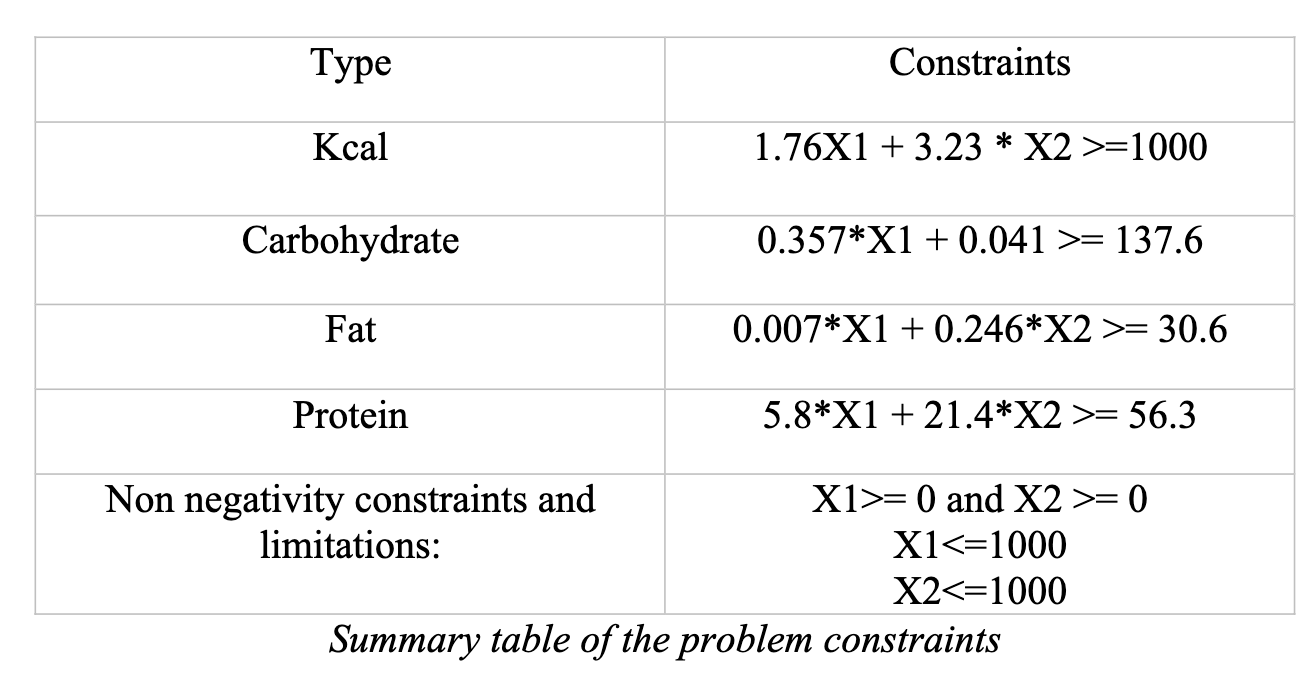 Type
Constraints
Kcal
1.76X1 + 3.23 * X2 >=1000
Carbohydrate
0.357*X1 + 0.041 >= 137.6
Fat
0.007*X1 + 0.246*X2 >= 30.6
Protein
5.8*X1 + 21.4*X2 >= 56.3
Non negativity constraints and
limitations:
X1>= 0 and X2 >= 0
X1<=1000
X2<=1000
Summary table of the problem constraints